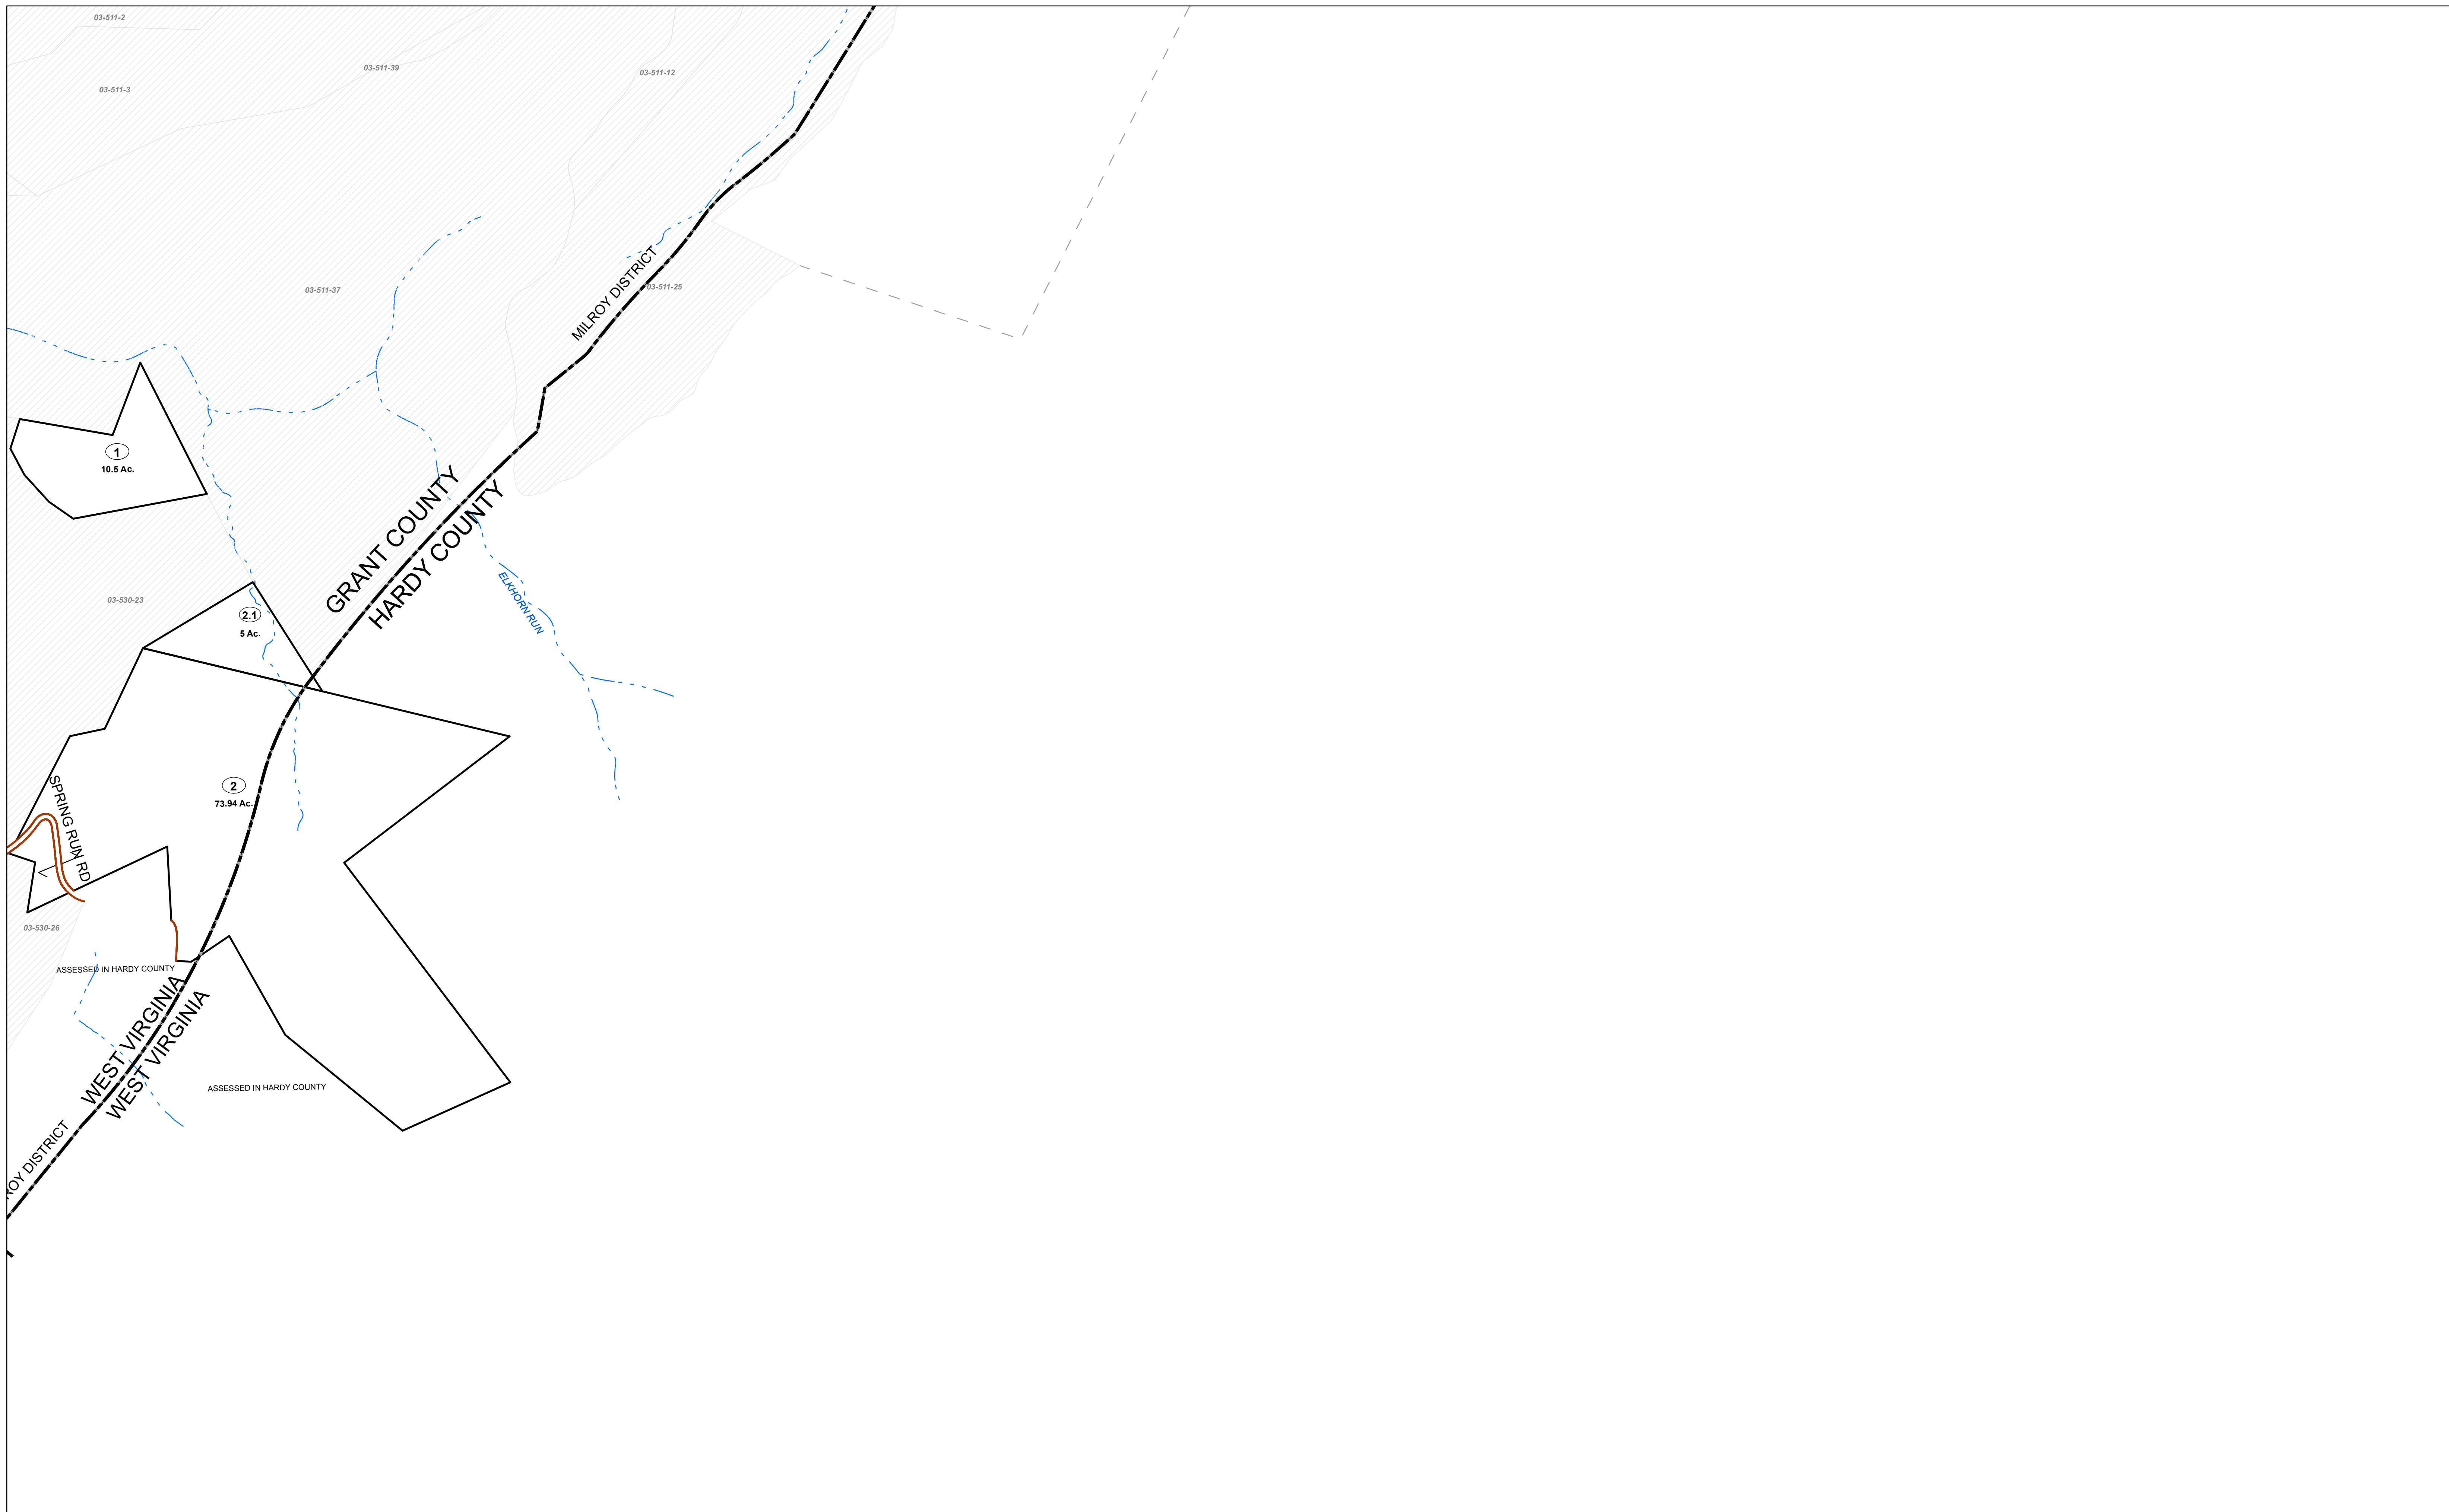 03-511-2
03-511-39
03-511-12
03-511-3
MILROY DISTRICT
03-511-37
03-511-25
1
10.5 Ac.
GRANT COUNTY
HARDY COUNTY
ELKHORN RUN
03-530-23
2.1
5 Ac.
2
73.94 Ac.
SPRING RUN RD
03-530-26
ASSESSED IN HARDY COUNTY
WEST VIRGINIA
WEST VIRGINIA
ASSESSED IN HARDY COUNTY
ROY DISTRICT